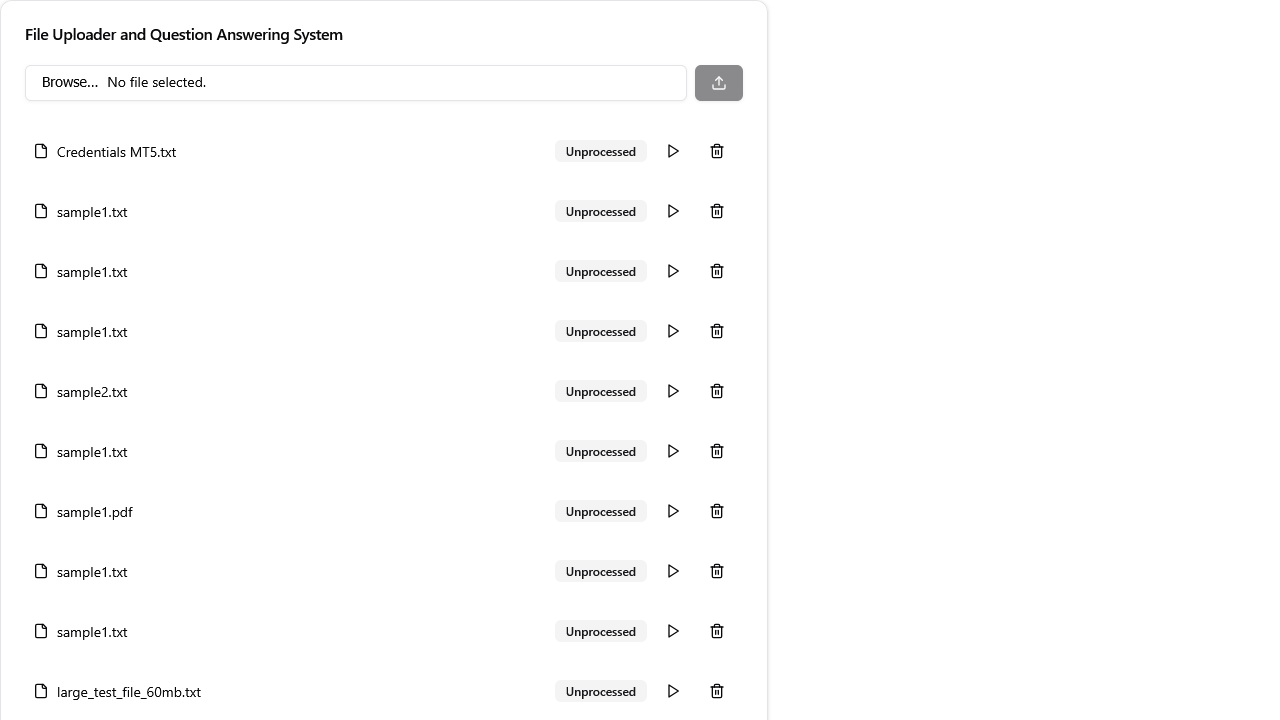 File Uploader and Question Answering System
Browse... No file selected.
Credentials MT5.txt Unprocessed
sample1.txt Unprocessed
sample1.txt Unprocessed
sample1.txt Unprocessed
sample2.txt Unprocessed
sample1.txt Unprocessed
sample1.pdf Unprocessed
sample1.txt Unprocessed
sample1.txt Unprocessed
large_test_file_60mb.txt Unprocessed